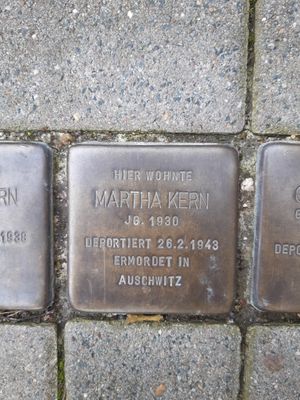 HIER WOHNTE
MARTHA KERN
JG. 1930
DEPORTIERT 26.2.1943
ERMORDET IN
AUSCHWITZ